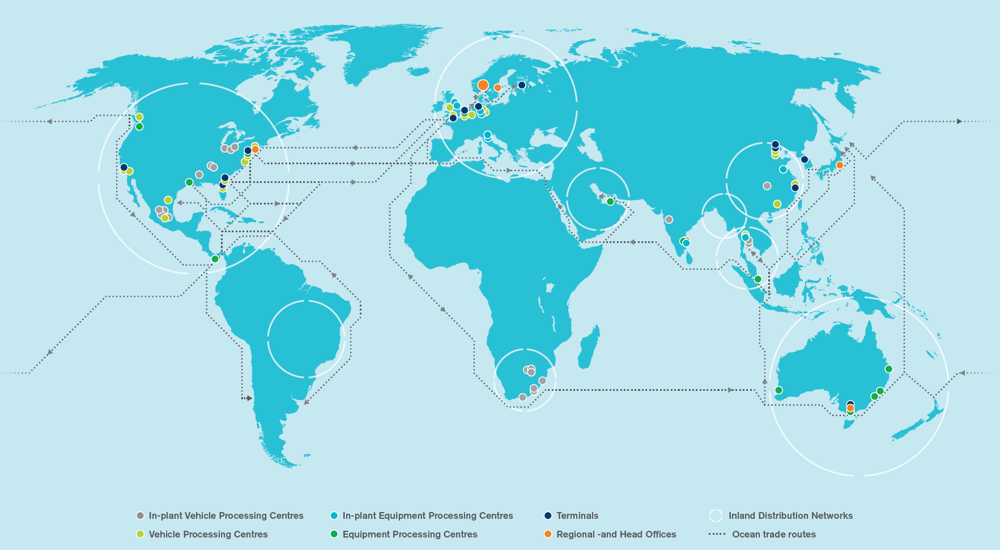 In-plant Vehicle Processing Centres
In-plant Equipment Processing Centres
Terminals
Inland Distribution Networks
Vehicle Processing Centres
Equipment Processing Centres
Regional -and Head Offices
Ocean trade routes